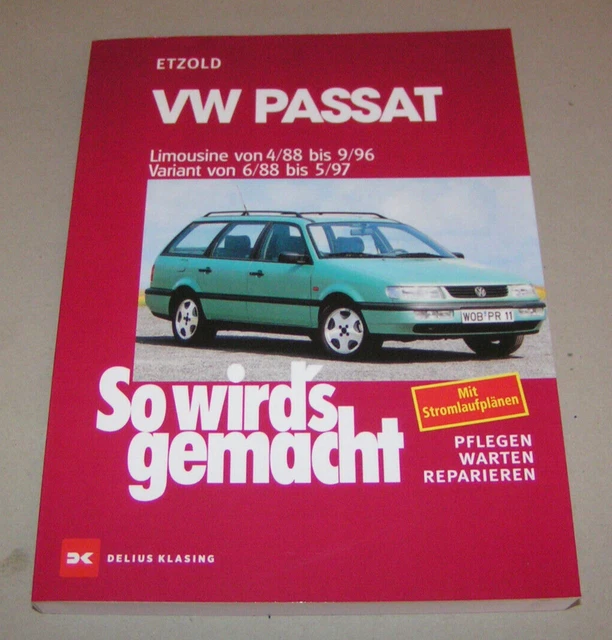 ETZOLD
VW PASSAT
Limousine von 4/88 bis 9/96
Variant von 6/88 bis 5/97
WOB PR 11
So wird's
gemacht
Mit
Stromlaufplänen
PFLEGEN
WARTEN
REPARIEREN
DK
DELIUS KLASING